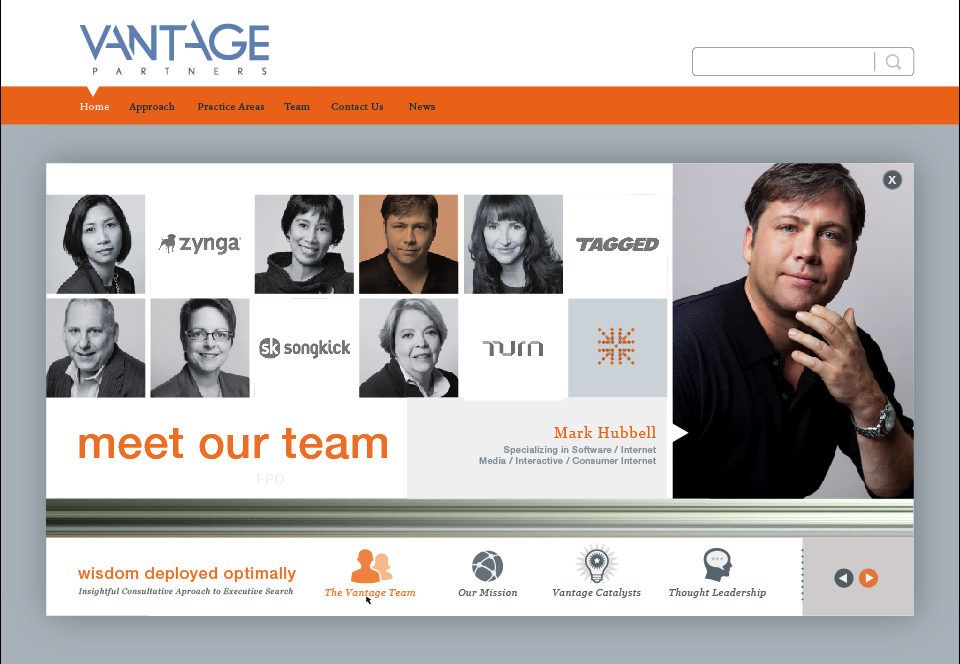 VANTAGE
PARTNERS
Home Approach Practice Areas Team Contact Us News
X
zynga
TAGGED
sk songkick
TURN
meet our team
FPO
Mark Hubbell
Specializing in Software / Internet
Media / Interactive / Consumer Internet
wisdom deployed optimally
Insightful Consultative Aproach to Executive Search
The Vantage Team Our Mission Vantage Catalysts Thought Leadership